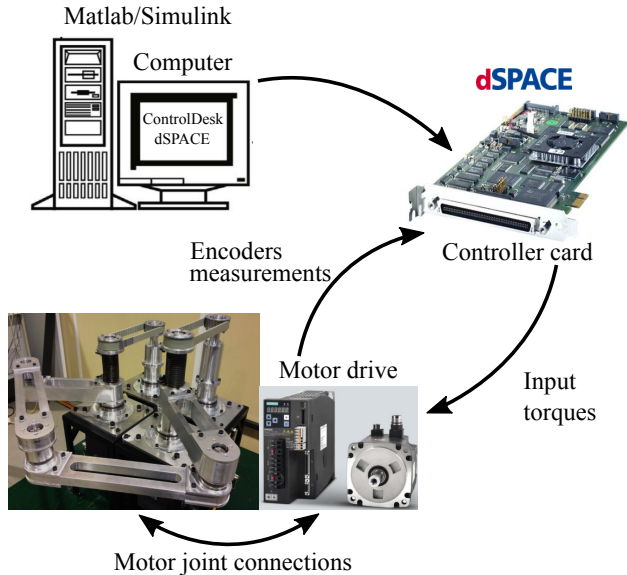 Matlab/Simulink
Computer
ControlDesk
dSPACE
dSPACE
Controller card
Encoders
measurements
Motor drive
Input
torques
Motor joint connections